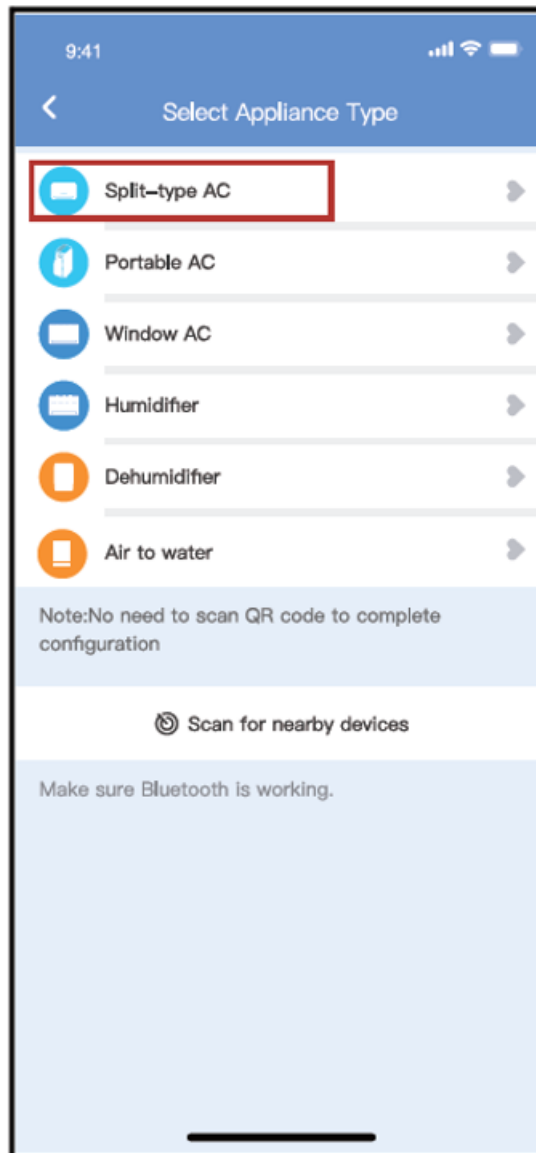 9:41
Select Appliance Type
Split-type AC
Portable AC
Window AC
Humidifier
Dehumidifier
Air to water
Note:No need to scan QR code to complete
configuration
Scan for nearby devices
Make sure Bluetooth is working.